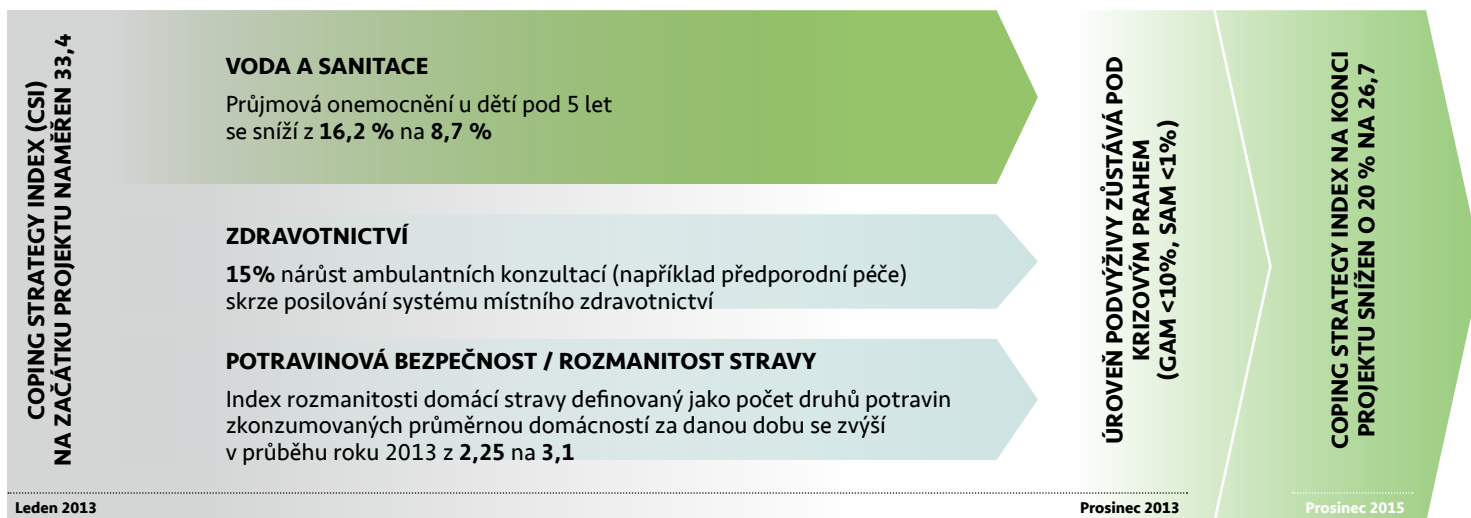 COPING STRATEGY INDEX (CSI)
NA ZAČÁTKU PROJEKTU NAMĚŘEN 33,4
VODA A SANITACE
Průjmová onemocnění u dětí pod 5 let
se sníží z 16,2 % na 8,7 %
ZDRAVOTNICTVÍ
15% nárůst ambulantních konzultací (například předporodní péče)
skrze posilování systému místního zdravotnictví
POTRAVINOVÁ BEZPEČNOST / ROZMANITOST STRAVY
Index rozmanitosti domácí stravy definovaný jako počet druhů potravin
zkonzumovaných průměrnou domácností za danou dobu se zvýší
v průběhu roku 2013 z 2,25 na 3,1
ÚROVEŇ PODVÝŽIVY ZŮSTÁVÁ POD
KRIZOVÝM PRAHEM
(GAM <10%, SAM <1%)
COPING STRATEGY INDEX NA KONCI
PROJEKTU SNÍŽEN O 20 % NA 26,7
Leden 2013
Prosinec 2013
Prosinec 2015